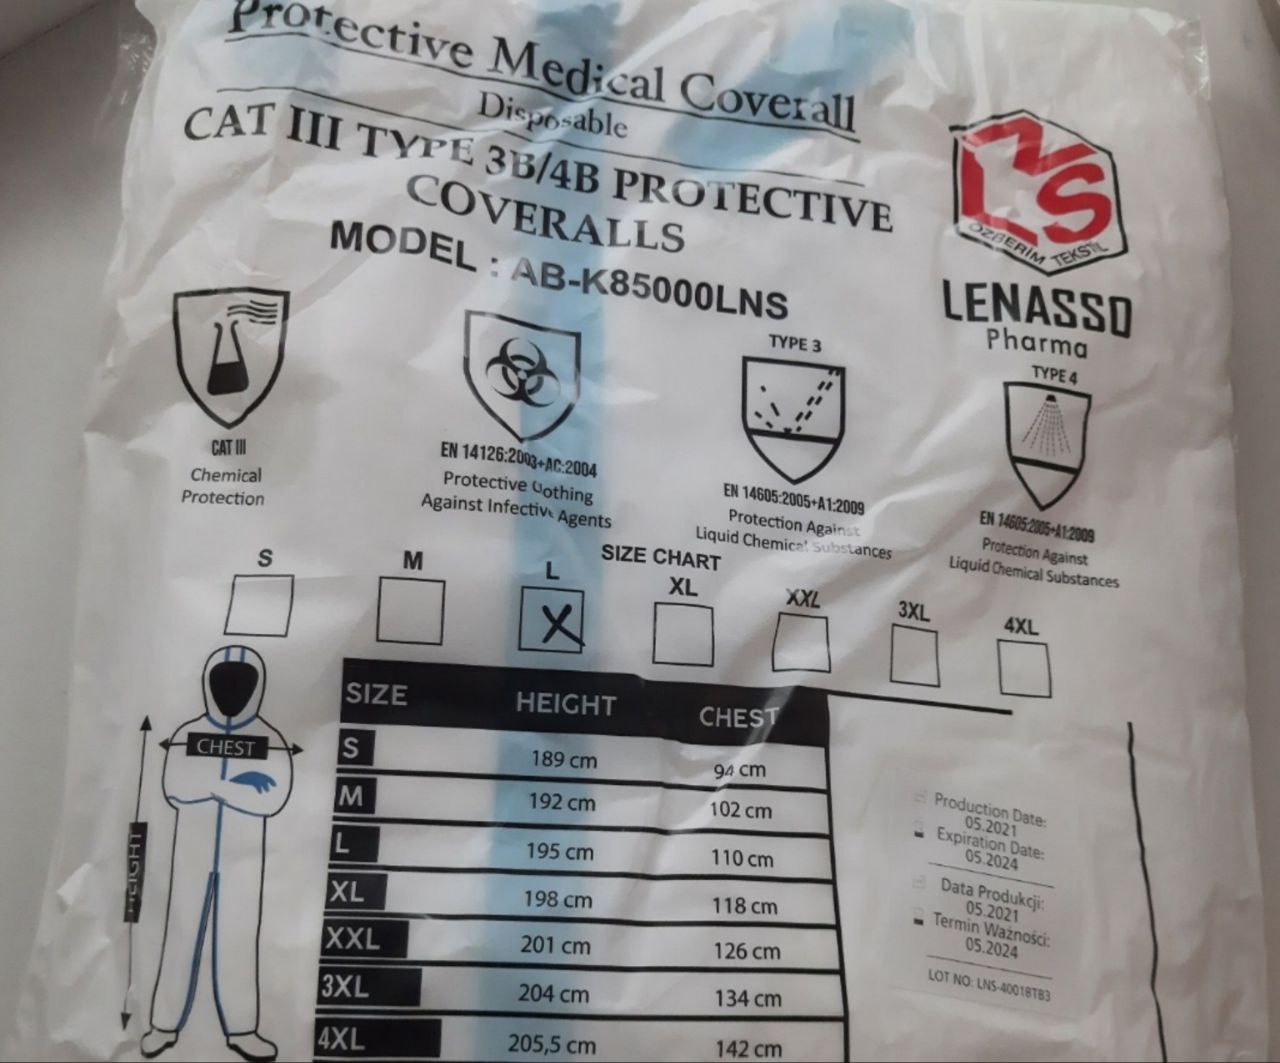 Protective Medical Coverall
Disposable
CAT III TYPE 3B/4B PROTECTIVE
COVERALLS
MODEL : AB-K85000LNS
LNS
ÖZBERİM TEKSTİL
LENASSO
Pharma
CAT III
Chemical
Protection
EN 14126:2003+AC:2004
Protective Clothing
Against Infective Agents
TYPE 3
EN 14605:2005+A1:2009
Protection Against
Liquid Chemical Substances
TYPE 4
EN 14605:2005+A1:2009
Protection Against
Liquid Chemical Substances
SIZE CHART
S M L XL XXL 3XL 4XL
X
CHEST
HEIGHT
SIZE HEIGHT CHEST
S 189 cm 94 cm
M 192 cm 102 cm
L 195 cm 110 cm
XL 198 cm 118 cm
XXL 201 cm 126 cm
3XL 204 cm 134 cm
4XL 205,5 cm 142 cm
Production Date:
05.2021
Expiration Date:
05.2024
Data Produkcji:
05.2021
Termin Ważności:
05.2024
LOT NO: LNS-40018TB3